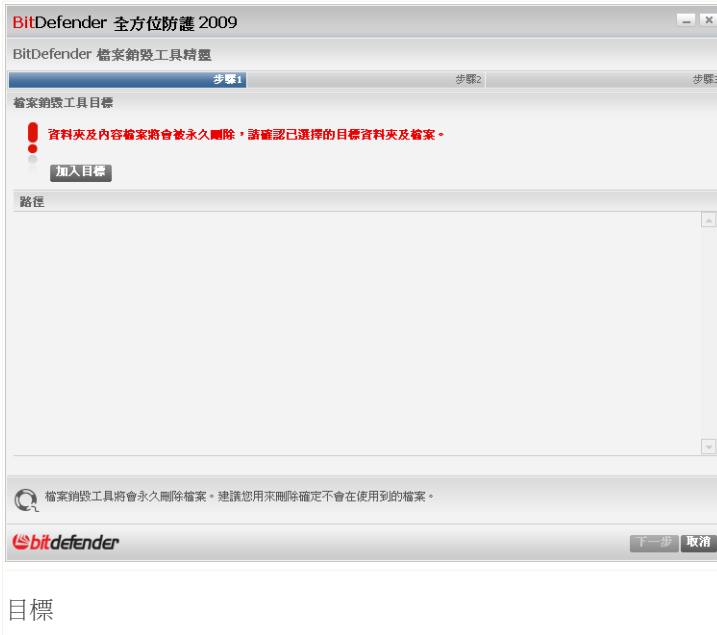 BitDefender 全方位防護 2009
BitDefender 檔案銷毀工具精靈
步驟1 步驟2 步驟3
檔案銷毀工具目標
資料夾及內容檔案將會被永久刪除，請確認已選擇的目標資料夾及檔案。
加入目標
路徑
檔案銷毀工具將會永久刪除檔案。建議您用來刪除確定不會在使用到的檔案。
bitdefender
下一步 取消
目標